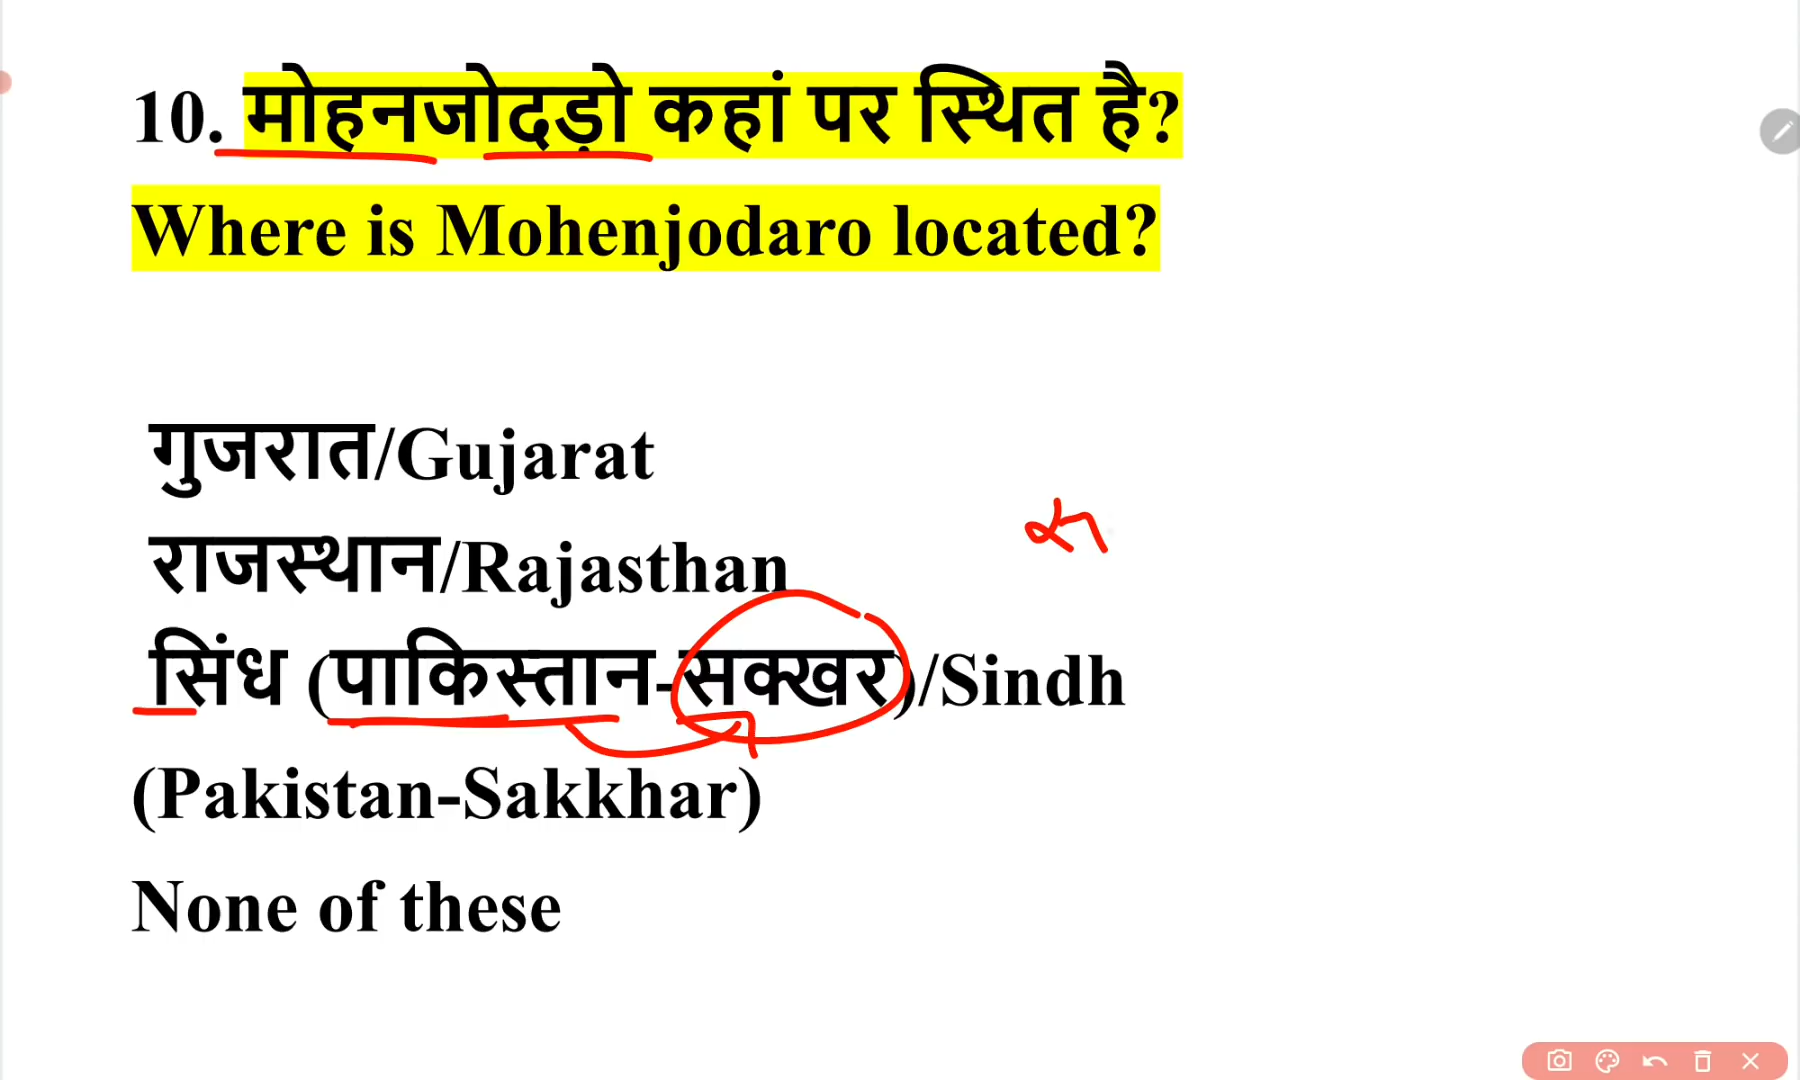 10. मोहनजोदड़ो कहां पर स्थित है?
Where is Mohenjodaro located?
गुजरात/Gujarat
राजस्थान/Rajasthan
सिंध (पाकिस्तान-सक्खर)/Sindh
(Pakistan-Sakkhar)
None of these